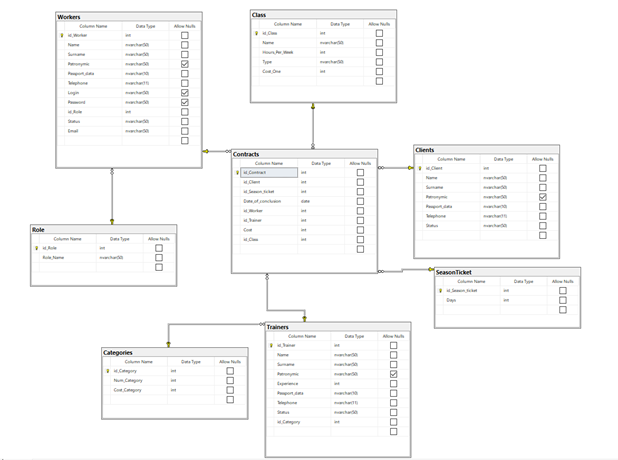 Workers
Column Name Data Type Allow Nulls
id_Worker int
Name nvarchar(50)
Surname nvarchar(50)
Patronymic nvarchar(50)
Passport_data nvarchar(10)
Telephone nvarchar(11)
Login nvarchar(50)
Password nvarchar(50)
id_Role int
Status nvarchar(50)
Email nvarchar(50)
Class
Column Name Data Type Allow Nulls
id_Class int
Name nvarchar(50)
Hours_Per_Week int
Type nvarchar(50)
Cost_One int
Contracts
Column Name Data Type Allow Nulls
id_Contract int
id_Client int
id_Season_ticket int
Date_of_conclusion date
id_Worker int
id_Trainer int
Cost int
id_Class int
Clients
Column Name Data Type Allow Nulls
id_Client int
Name nvarchar(50)
Surname nvarchar(50)
Patronymic nvarchar(50)
Passport_data nvarchar(10)
Telephone nvarchar(11)
Status nvarchar(50)
Role
Column Name Data Type Allow Nulls
id_Role int
Role_Name nvarchar(50)
SeasonTicket
Column Name Data Type Allow Nulls
id_Season_ticket int
Days int
Trainers
Column Name Data Type Allow Nulls
id_Trainer int
Name nvarchar(50)
Surname nvarchar(50)
Patronymic nvarchar(50)
Experience int
Passport_data nvarchar(10)
Telephone nvarchar(11)
Status nvarchar(50)
id_Category int
Categories
Column Name Data Type Allow Nulls
id_Category int
Num_Category int
Cost_Category int